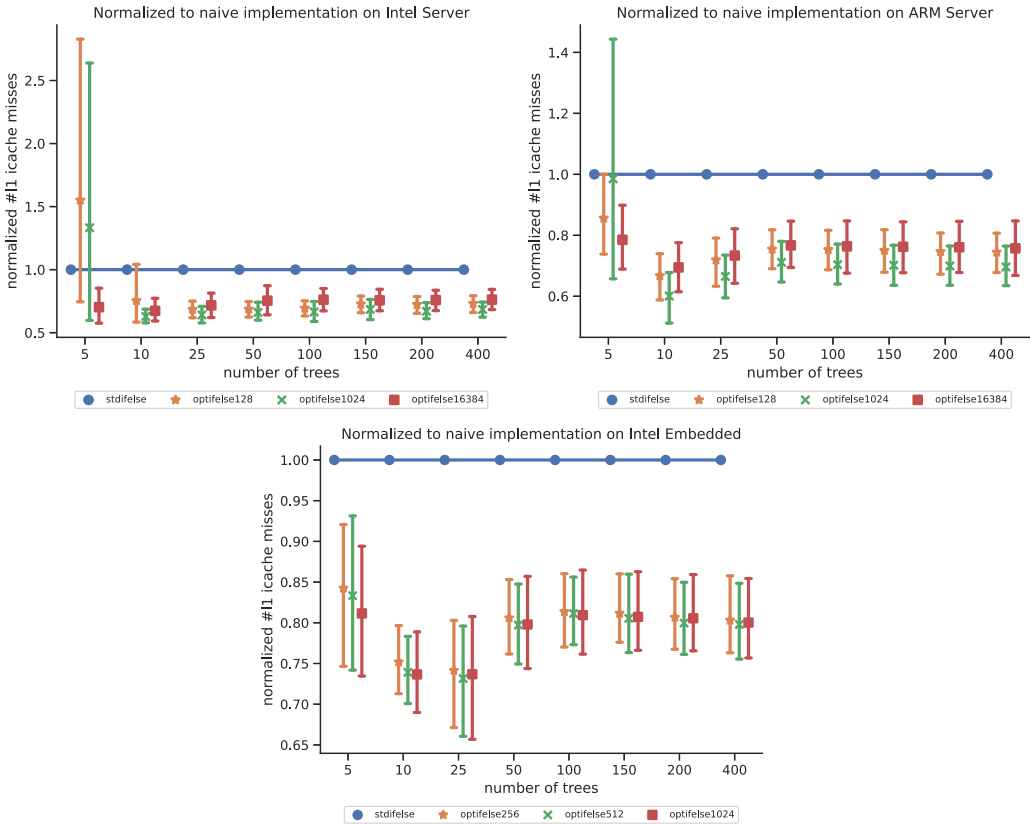 Normalized to naive implementation on Intel Server
normalized #l1 icache misses
2.5
2.0
1.5
1.0
0.5
5 10 25 50 100 150 200 400
number of trees
stdifelse optifelse128 optifelse1024 optifelse16384
Normalized to naive implementation on ARM Server
normalized #l1 icache misses
1.4
1.2
1.0
0.8
0.6
5 10 25 50 100 150 200 400
number of trees
stdifelse optifelse128 optifelse1024 optifelse16384
Normalized to naive implementation on Intel Embedded
normalized #l1 icache misses
1.00
0.95
0.90
0.85
0.80
0.75
0.70
0.65
5 10 25 50 100 150 200 400
number of trees
stdifelse optifelse256 optifelse512 optifelse1024